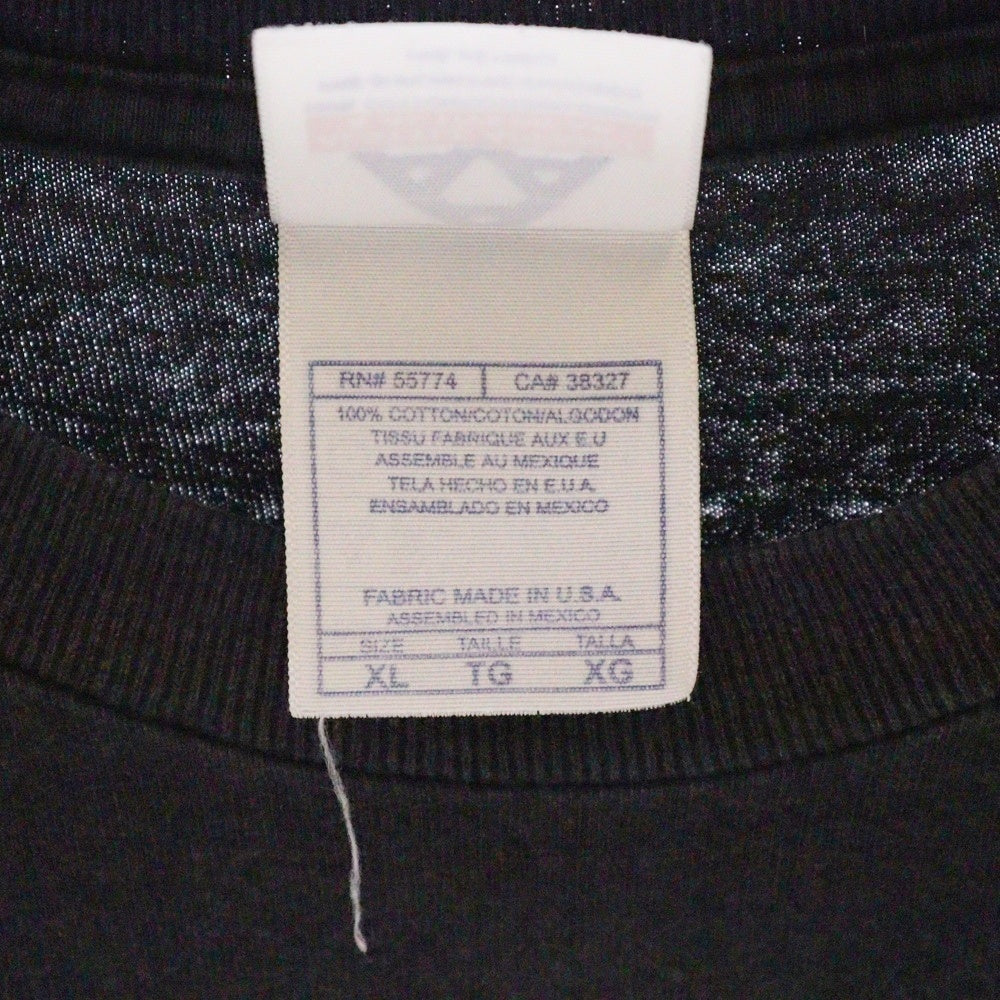 RN# 55774 CA# 38327
100% COTTON/COTON/ALGODON
TISSU FABRIQUE AUX E.U
ASSEMBLE AU MEXIQUE
TELA HECHO EN E.U.A.
ENSAMBLADO EN MEXICO
FABRIC MADE IN U.S.A.
ASSEMBLED IN MEXICO
SIZE TAILLE TALLA
XL TG XG